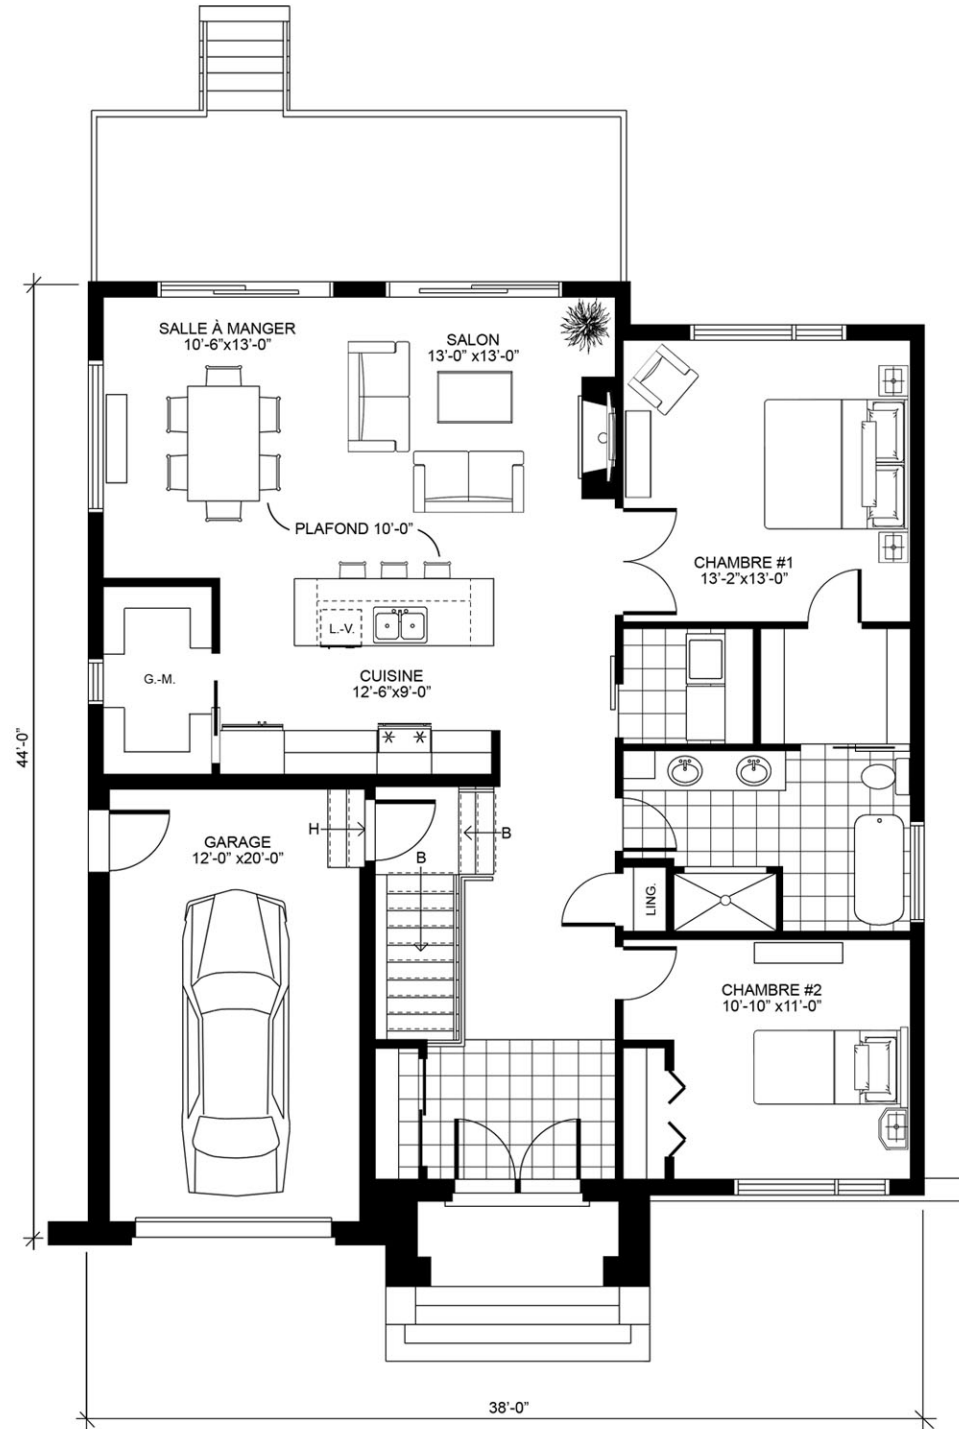 SALLE À MANGER
10'-6"x13'-0"
SALON
13'-0" x13'-0"
PLAFOND 10'-0"
CHAMBRE #1
13'-2"x13'-0"
L.-V.
G.-M.
CUISINE
12'-6"x9'-0"
44'-0"
GARAGE
12'-0" x20'-0"
H
B
B
LING.
CHAMBRE #2
10'-10" x11'-0"
38'-0"